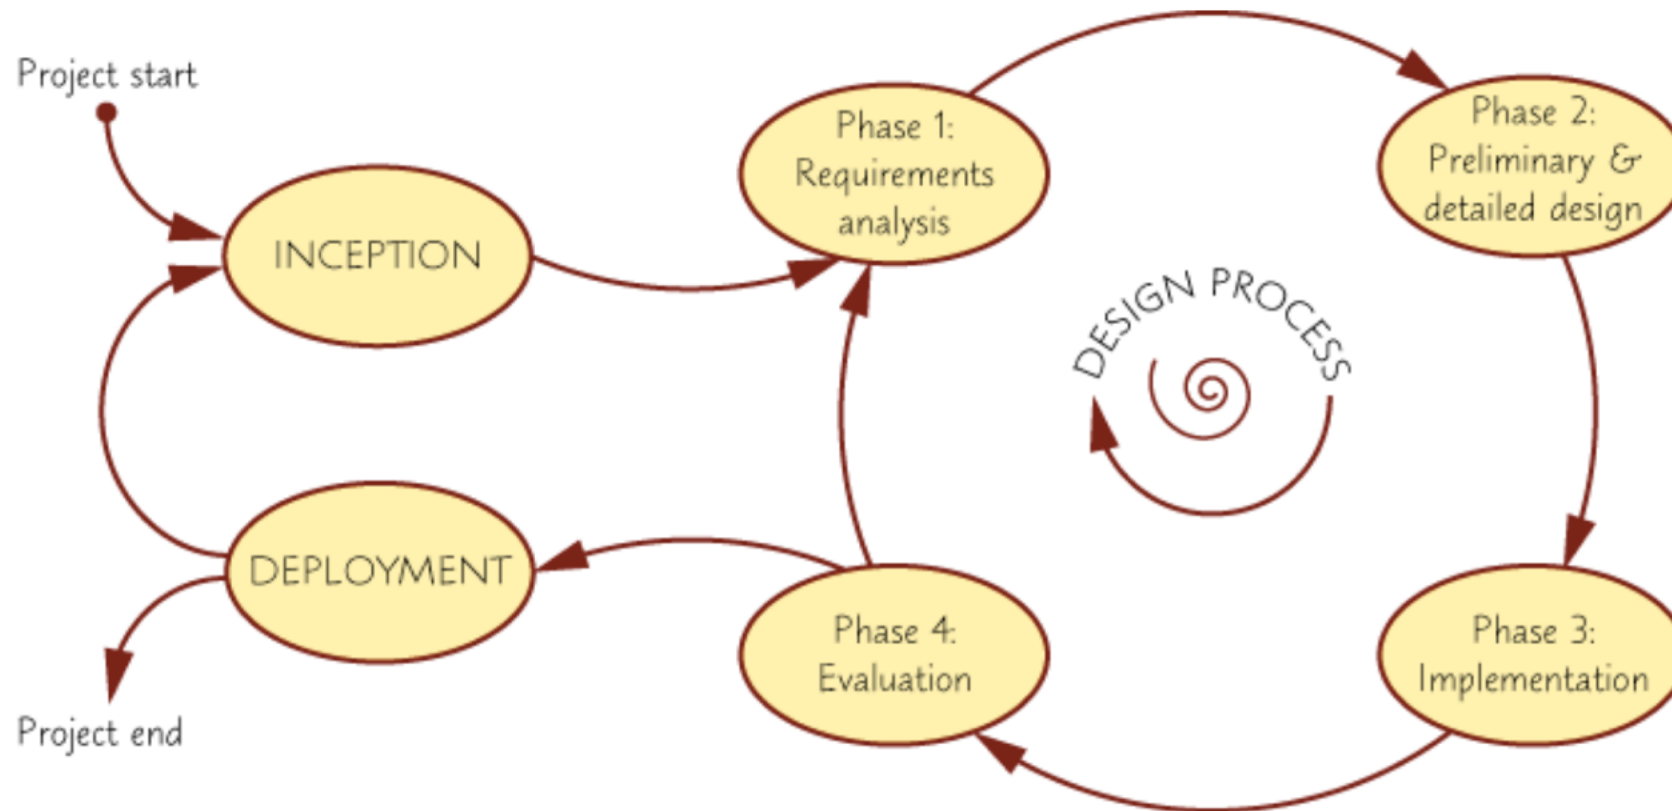 Project start
INCEPTION
Phase 1:
Requirements
analysis
Phase 2:
Preliminary &
detailed design
DESIGN PROCESS
DEPLOYMENT
Phase 4:
Evaluation
Phase 3:
Implementation
Project end